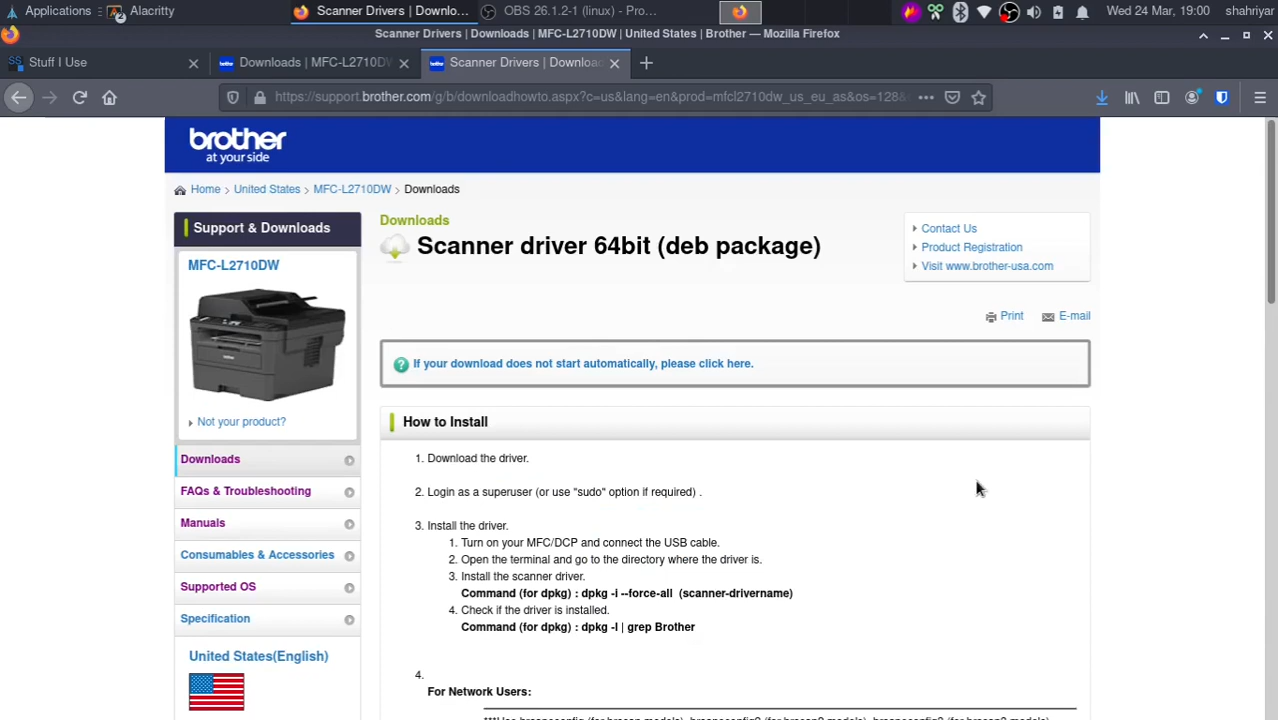 Applications
Alacritty
Scanner Drivers | Downlo...
OBS 26.1.2-1 (linux) - Pro...
Wed 24 Mar, 19:00
shahriyar
Scanner Drivers | Downloads | MFC-L2710DW | United States | Brother — Mozilla Firefox
Stuff I Use
Downloads | MFC-L2710DW
Scanner Drivers | Downloa
https://support.brother.com/g/b/downloadhowto.aspx?c=us&lang=en&prod=mfcl2710dw_us_eu_as&os=128&
brother
at your side
Home > United States > MFC-L2710DW > Downloads
Support & Downloads
MFC-L2710DW
Not your product?
Downloads
FAQs & Troubleshooting
Manuals
Consumables & Accessories
Supported OS
Specification
United States(English)
Downloads
Scanner driver 64bit (deb package)
Contact Us
Product Registration
Visit www.brother-usa.com
Print
E-mail
If your download does not start automatically, please click here.
How to Install
1. Download the driver.
2. Login as a superuser (or use "sudo" option if required) .
3. Install the driver.
1. Turn on your MFC/DCP and connect the USB cable.
2. Open the terminal and go to the directory where the driver is.
3. Install the scanner driver.
Command (for dpkg) : dpkg -i --force-all (scanner-drivername)
4. Check if the driver is installed.
Command (for dpkg) : dpkg -l | grep Brother
4.
For Network Users: